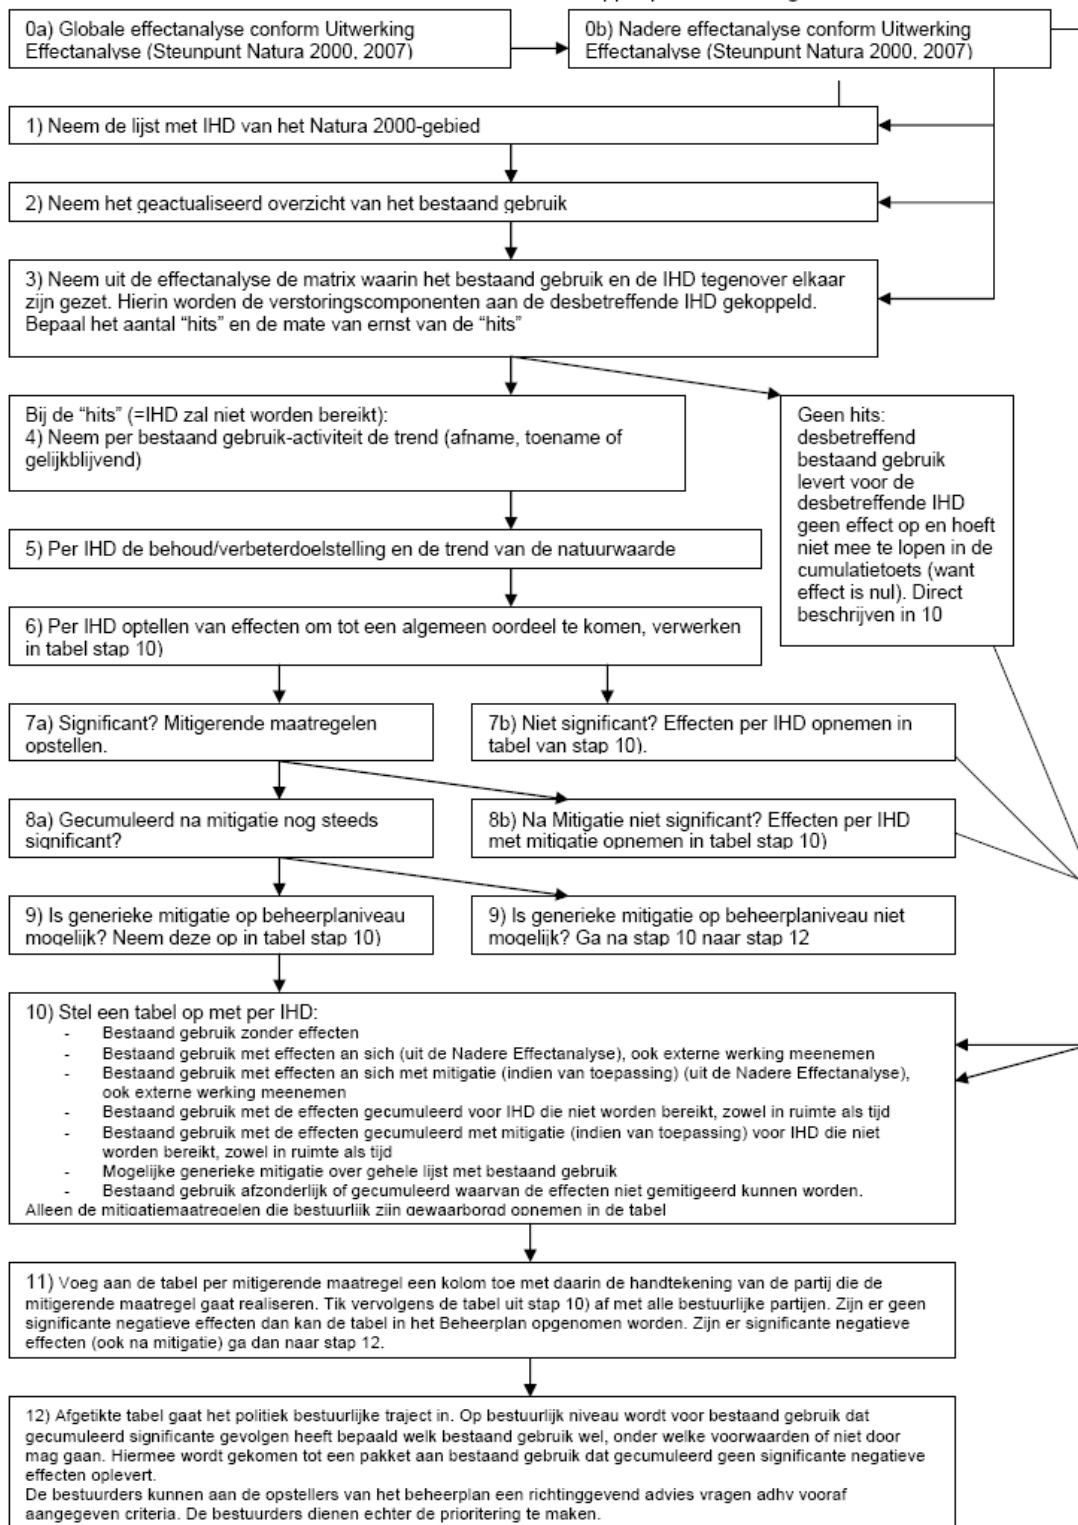 0a) Globale effectanalyse conform Uitwerking
Effectanalyse (Steunpunt Natura 2000, 2007)
0b) Nadere effectanalyse conform Uitwerking
Effectanalyse (Steunpunt Natura 2000, 2007)
1) Neem de lijst met IHD van het Natura 2000-gebied
2) Neem het geactualiseerd overzicht van het bestaand gebruik
3) Neem uit de effectanalyse de matrix waarin het bestaand gebruik en de IHD tegenover elkaar
zijn gezet. Hierin worden de verstoringscomponenten aan de desbetreffende IHD gekoppeld.
Bepaal het aantal “hits” en de mate van ernst van de “hits”
Bij de “hits” (=IHD zal niet worden bereikt):
4) Neem per bestaand gebruik-activiteit de trend (afname, toename of
gelijkblijvend)
Geen hits:
desbetreffend
bestaand gebruik
levert voor de
desbetreffende IHD
geen effect op en hoeft
niet mee te lopen in de
cumulatietoets (want
effect is nul). Direct
beschrijven in 10
5) Per IHD de behoud/verbeterdoelstelling en de trend van de natuurwaarde
6) Per IHD optellen van effecten om tot een algemeen oordeel te komen, verwerken
in tabel stap 10)
7a) Significant? Mitigerende maatregelen
opstellen.
7b) Niet significant? Effecten per IHD opnemen in
tabel van stap 10).
8a) Gecumuleerd na mitigatie nog steeds
significant?
8b) Na Mitigatie niet significant? Effecten per IHD
met mitigatie opnemen in tabel stap 10)
9) Is generieke mitigatie op beheerplaniveau
mogelijk? Neem deze op in tabel stap 10)
9) Is generieke mitigatie op beheerplaniveau niet
mogelijk? Ga na stap 10 naar stap 12
10) Stel een tabel op met per IHD:
- Bestaand gebruik zonder effecten
- Bestaand gebruik met effecten an sich (uit de Nadere Effectanalyse), ook externe werking meenemen
- Bestaand gebruik met effecten an sich met mitigatie (indien van toepassing) (uit de Nadere Effectanalyse),
ook externe werking meenemen
- Bestaand gebruik met de effecten gecumuleerd voor IHD die niet worden bereikt, zowel in ruimte als tijd
- Bestaand gebruik met de effecten gecumuleerd met mitigatie (indien van toepassing) voor IHD die niet
worden bereikt, zowel in ruimte als tijd
- Mogelijke generieke mitigatie over gehele lijst met bestaand gebruik
- Bestaand gebruik afzonderlijk of gecumuleerd waarvan de effecten niet gemitigeerd kunnen worden.
Alleen de mitigatiemaatregelen die bestuurlijk zijn gewaarborgd opnemen in de tabel
11) Voeg aan de tabel per mitigerende maatregel een kolom toe met daarin de handtekening van de partij die de
mitigerende maatregel gaat realiseren. Tik vervolgens de tabel uit stap 10) af met alle bestuurlijke partijen. Zijn er geen
significante negatieve effecten dan kan de tabel in het Beheerplan opgenomen worden. Zijn er significante negatieve
effecten (ook na mitigatie) ga dan naar stap 12.
12) Afgetikte tabel gaat het politiek bestuurlijke traject in. Op bestuurlijk niveau wordt voor bestaand gebruik dat
gecumuleerd significante gevolgen heeft bepaald welk bestaand gebruik wel, onder welke voorwaarden of niet door
mag gaan. Hiermee wordt gekomen tot een pakket aan bestaand gebruik dat gecumuleerd geen significante negatieve
effecten oplevert.
De bestuurders kunnen aan de opstellers van het beheerplan een richtinggevend advies vragen adhv vooraf
aangegeven criteria. De bestuurders dienen echter de prioritering te maken.